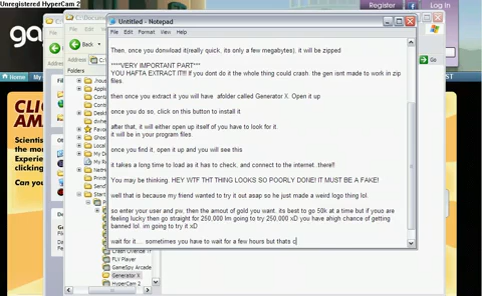 Unregistered HyperCam 2
Register
Log In
Untitled - Notepad
File Edit Format View Help
Then, once you donwload it(really quick, its only a few megabytes), it will be zipped
****VERY IMPORTANT PART****
YOU HAFTA EXTRACT IT!!! If you dont do it the whole thing could crash. the gen isnt made to work in zip
files.
then once you extract it you will have  afolder called Generator X. Open it up
once you do so, click on this button to install it
after that, it will either open up itself of you have to look for it.
it will be in your program files
once you find it, open it up and you will see this
it takes a long time to load as it has to check, and connect to the internet .there!!
You may be thinking. HEY WTF THT THING LOOKS SO POORLY DONE! IT MUST BE A FAKE!
well that is because my friend wanted to try it out asap so he just made a weird logo thing lol.
so enter your user and pw, then the amout of gold you want. its best to go 50k at a time but if yous are
feeling lucky then go straight for 250,000 Im going to try 250,000 xD you have ahigh chance of getting
banned lol. im going to try it xD
wait for it.....sometimes you have to wait for a few hours but thats c
File
Back
Address
Folders
Home
CLIC
Scientis
the mos
Experie
clicking
Can you
FLV Player
GameSpy Arcade
Generator X
HyperCam 2